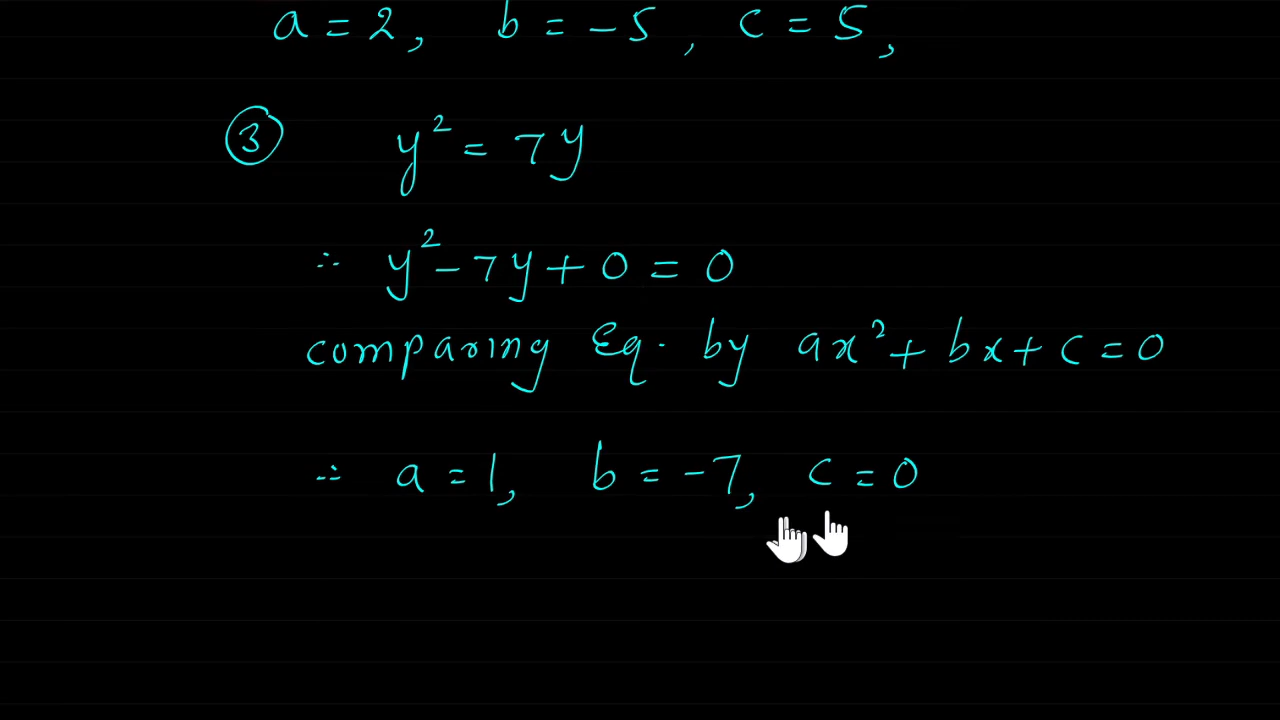 a = 2, b = -5, c = 5,
③ y² = 7y
∴ y² - 7y + 0 = 0
comparing Eq. by ax² + bx + c = 0
∴ a = 1, b = -7, c = 0